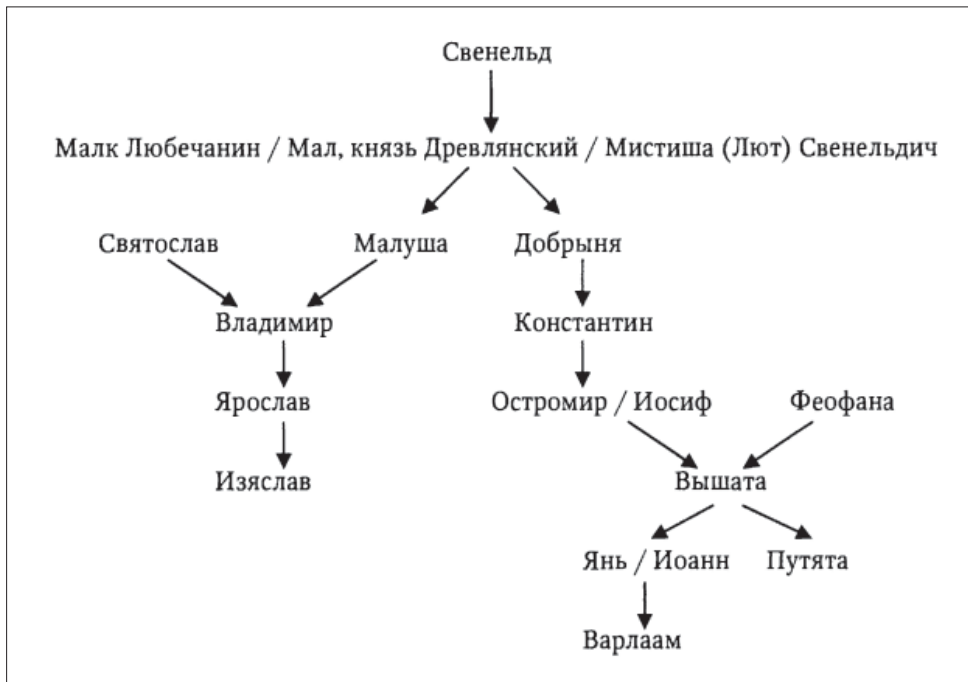 Свенельд
Малк Любечанин / Мал, князь Древлянский / Мистиша (Лют) Свенельдич
Святослав Малуша Добрыня
Владимир Константин
Ярослав Остромир / Иосиф Феофана
Изяслав Вышата
Янь / Иоанн Путята
Варлаам